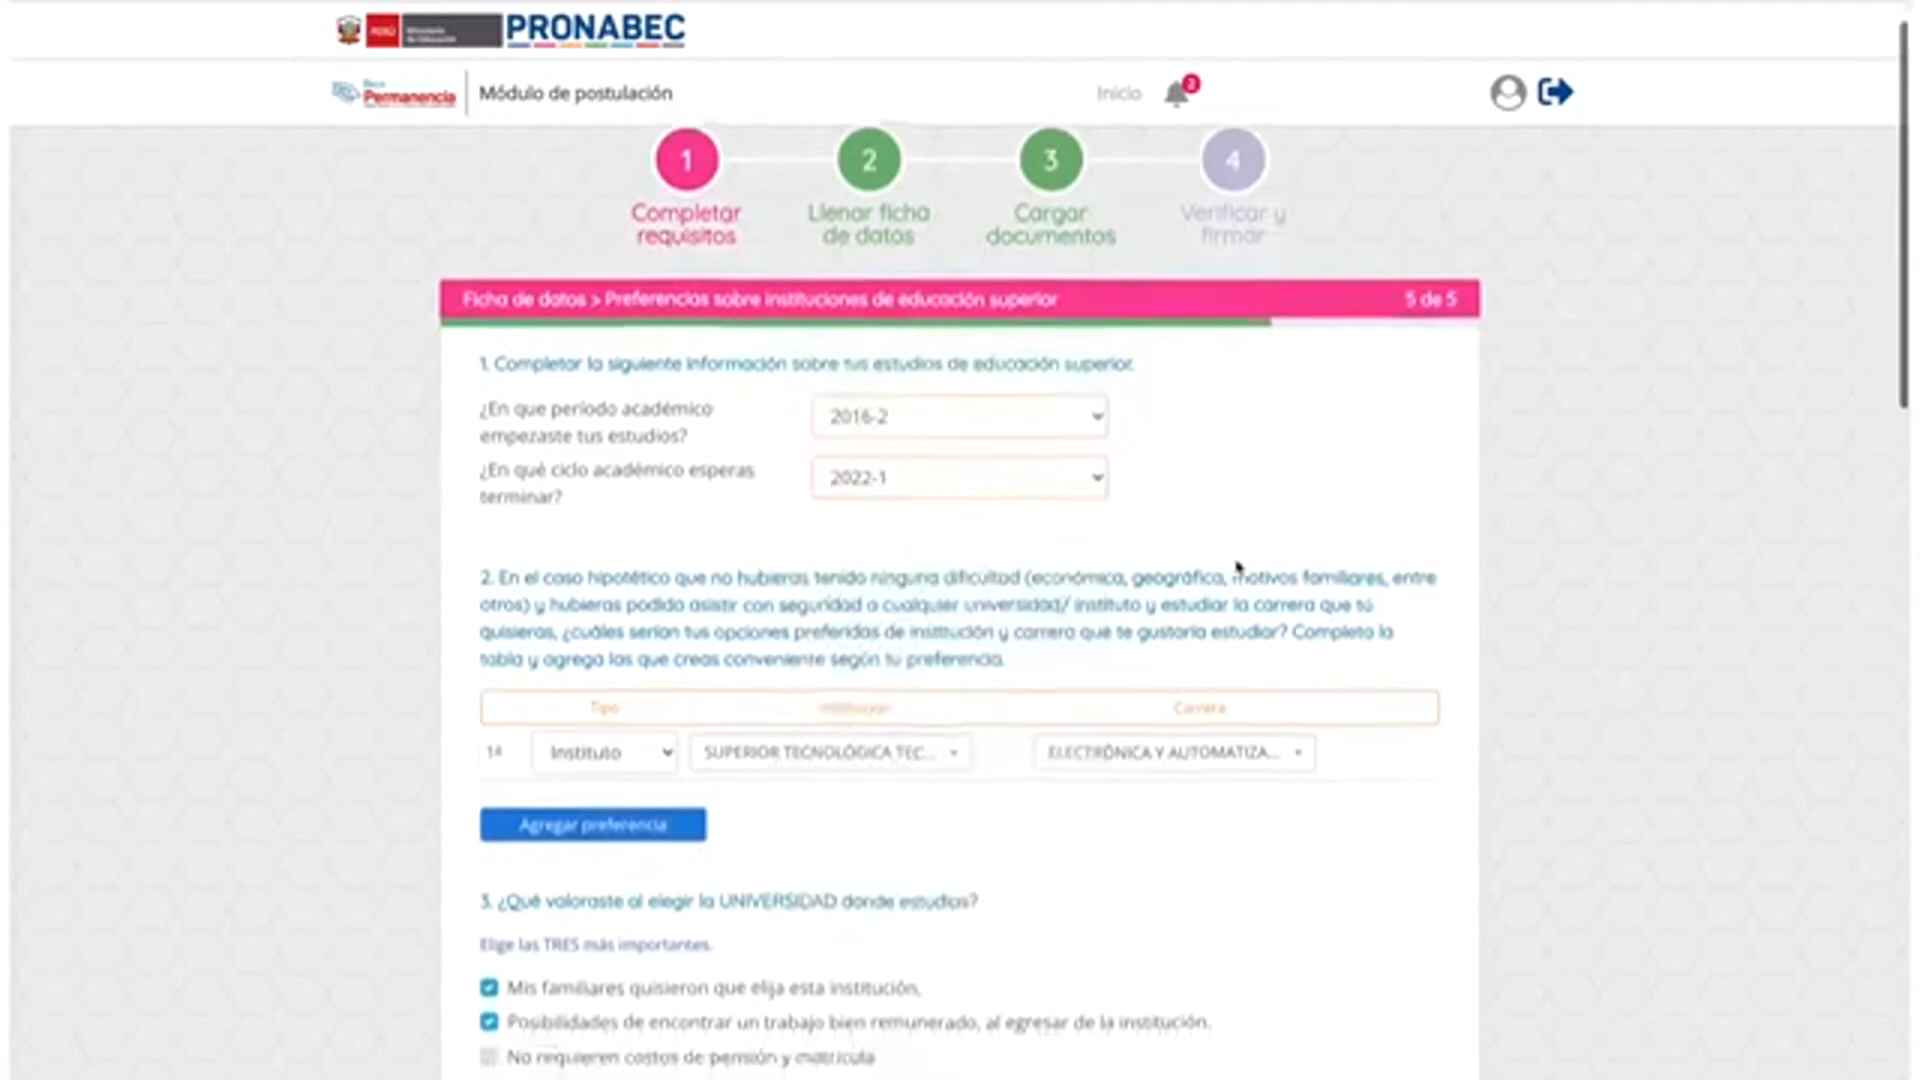 PERÚ
Ministerio
de Educación
PRONABEC
Beca
Permanencia
Módulo de postulación
Inicio
2
1
2
3
4
Completar
requisitos
Llenar ficha
de datos
Cargar
documentos
Verificar y
firmar
Ficha de datos > Preferencias sobre instituciones de educación superior
5 de 5
1. Completar la siguiente información sobre tus estudios de educación superior.
¿En que período académico
empezaste tus estudios?
2016-2
¿En qué ciclo académico esperas
terminar?
2022-1
2. En el caso hipotético que no hubieras tenido ninguna dificultad (económica, geográfica, motivos familiares, entre
otros) y hubieras podido asistir con seguridad a cualquier universidad/ instituto y estudiar la carrera que tú
quisieras, ¿cuáles serían tus opciones preferidas de institución y carrera que te gustaría estudiar? Completa la
tabla y agrega las que creas conveniente según tu preferencia.
Tipo
Carrera
1ª
Instituto
SUPERIOR TECNOLÓGICA TEC...
ELECTRÓNICA Y AUTOMATIZA...
Agregar preferencia
3. ¿Qué valoraste al elegir la UNIVERSIDAD donde estudias?
Elige las TRES más importantes.
Mis familiares quisieron que elija esta institución.
Posibilidades de encontrar un trabajo bien remunerado, al egresar de la institución.
No requieren costos de pensión y matrícula